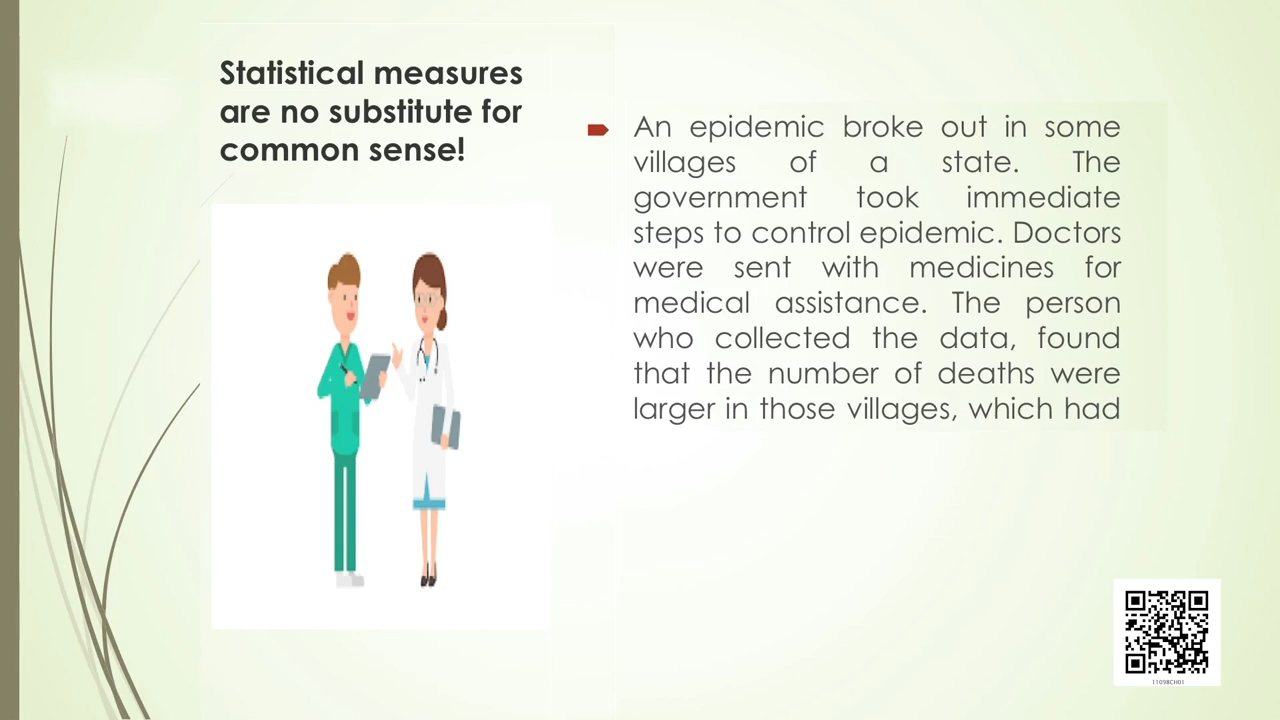 Statistical measures
are no substitute for
common sense!
An epidemic broke out in some
villages of a state. The
government took immediate
steps to control epidemic. Doctors
were sent with medicines for
medical assistance. The person
who collected the data, found
that the number of deaths were
larger in those villages, which had
11098CH01